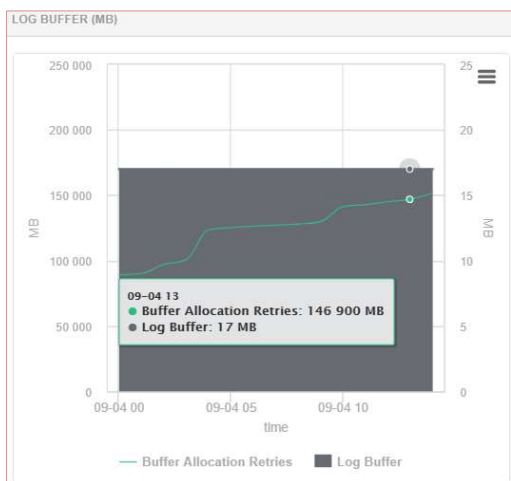 LOG BUFFER (MB)
250 000
200 000
150 000
100 000
50 000
0
MB
25
20
15
10
5
0
MB
09-04 13
Buffer Allocation Retries: 146 900 MB
Log Buffer: 17 MB
09-04 00
09-04 05
09-04 10
time
Buffer Allocation Retries
Log Buffer